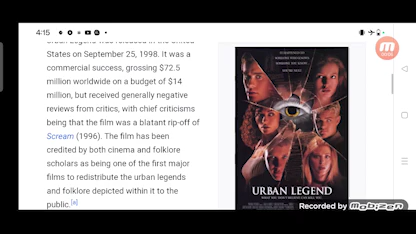 4:15
States on September 25, 1998. It was a
commercial success, grossing $72.5
million worldwide on a budget of $14
million, but received generally negative
reviews from critics, with chief criticisms
being that the film was a blatant rip-off of
Scream (1996). The film has been
credited by both cinema and folklore
scholars as being one of the first major
films to redistribute the urban legends
and folklore depicted within it to the
public.[a]
URBAN LEGEND
Recorded by Mobizen